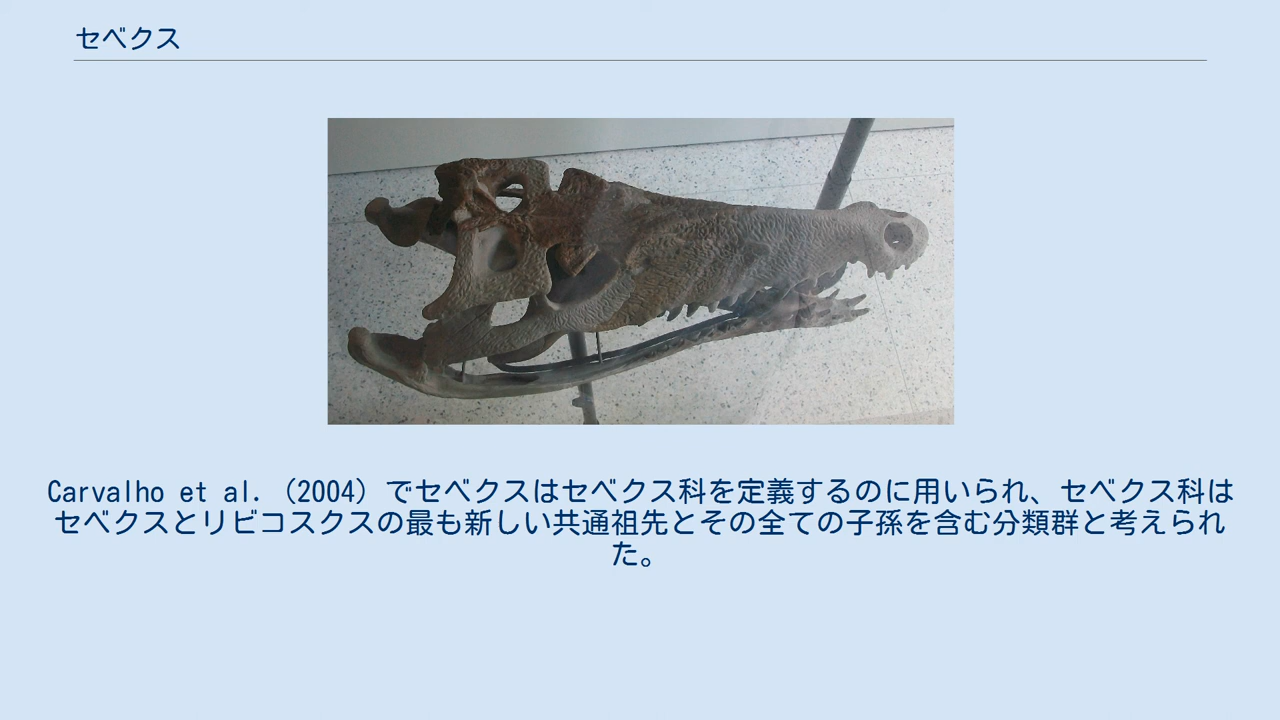 セベクス
Carvalho et al.（2004）でセベクスはセベクス科を定義するのに用いられ、セベクス科は
セベクスとリビコスクスの最も新しい共通祖先とその全ての子孫を含む分類群と考えられ
た。